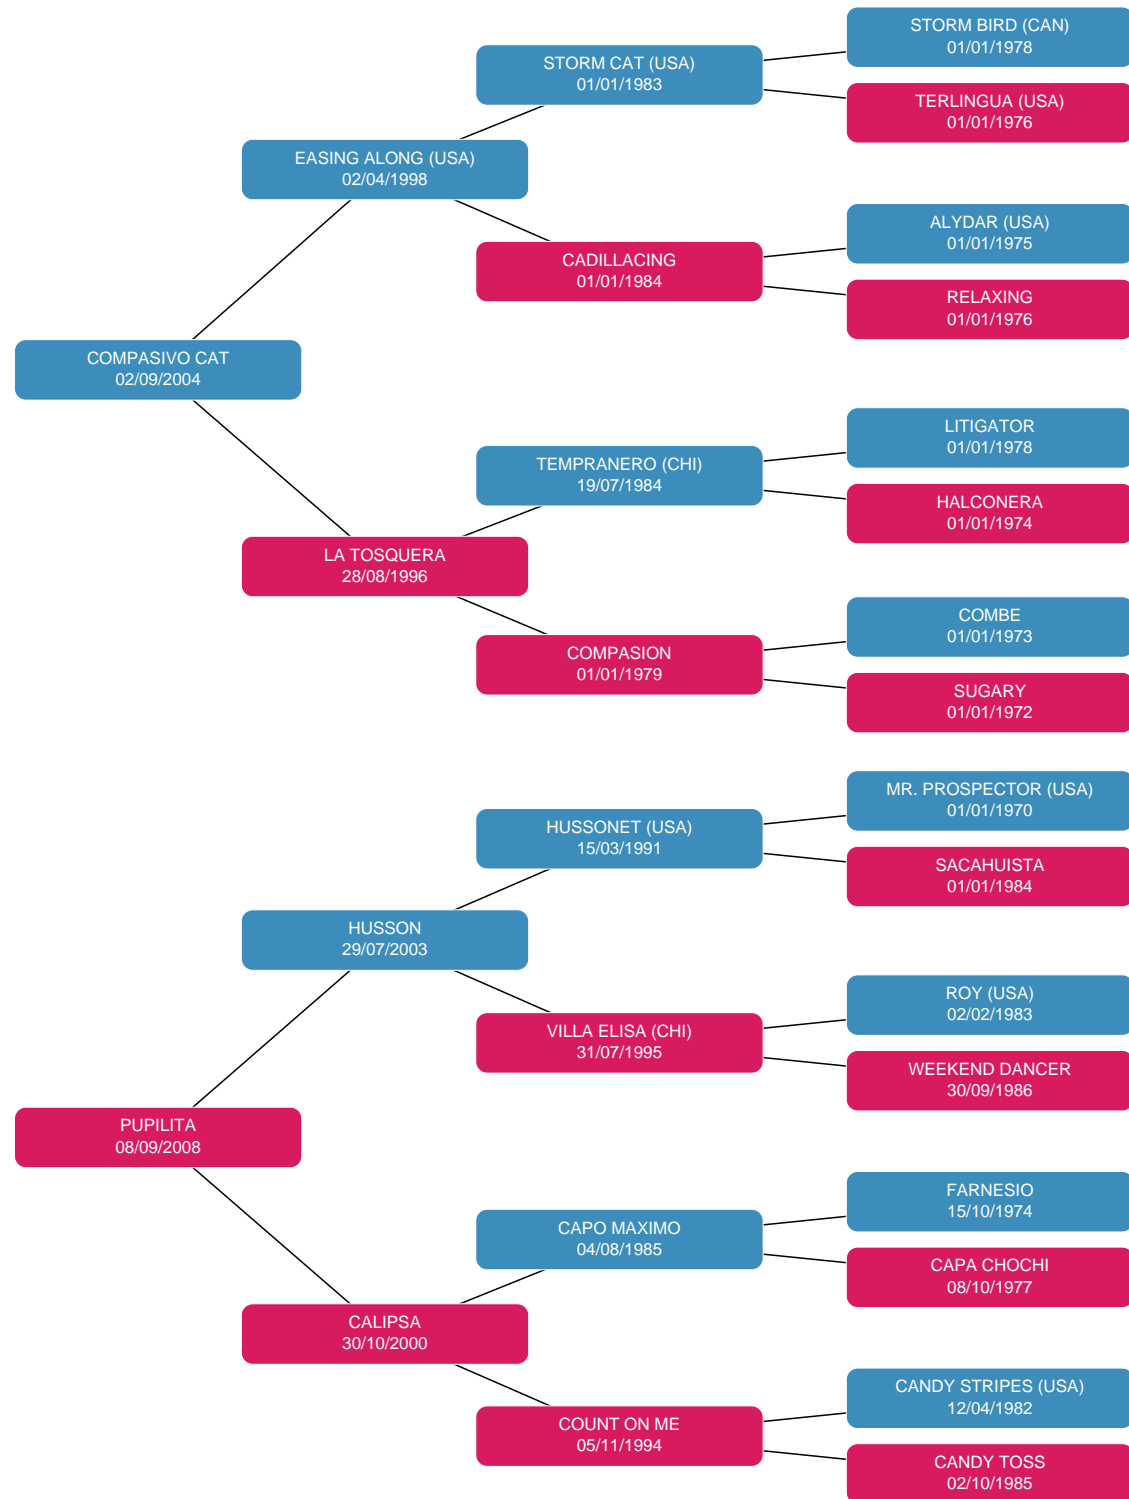 STORM BIRD (CAN)
01/01/1978
STORM CAT (USA)
01/01/1983
TERLINGUA (USA)
01/01/1976
EASING ALONG (USA)
02/04/1998
ALYDAR (USA)
01/01/1975
CADILLACING
01/01/1984
RELAXING
01/01/1976
COMPASIVO CAT
02/09/2004
LITIGATOR
01/01/1978
TEMPRANERO (CHI)
19/07/1984
HALCONERA
01/01/1974
LA TOSQUERA
28/08/1996
COMBE
01/01/1973
COMPASION
01/01/1979
SUGARY
01/01/1972
MR. PROSPECTOR (USA)
01/01/1970
HUSSONET (USA)
15/03/1991
SACAHUISTA
01/01/1984
HUSSON
29/07/2003
ROY (USA)
02/02/1983
VILLA ELISA (CHI)
31/07/1995
WEEKEND DANCER
30/09/1986
PUPILITA
08/09/2008
FARNESIO
15/10/1974
CAPO MAXIMO
04/08/1985
CAPA CHOCHI
08/10/1977
CALIPSA
30/10/2000
CANDY STRIPES (USA)
12/04/1982
COUNT ON ME
05/11/1994
CANDY TOSS
02/10/1985